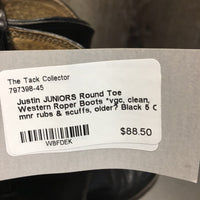 The Tack Collector
797398-45
Justin JUNIORS Round Toe
Western Roper Boots *vgc, clean,
mnr rubs & scuffs, older? Black 5 C
$88.50
W8FDEK